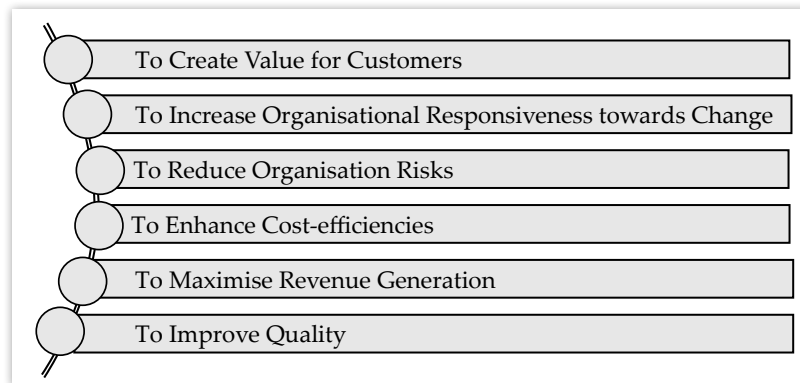 To Create Value for Customers
To Increase Organisational Responsiveness towards Change
To Reduce Organisation Risks
To Enhance Cost-efficiencies
To Maximise Revenue Generation
To Improve Quality